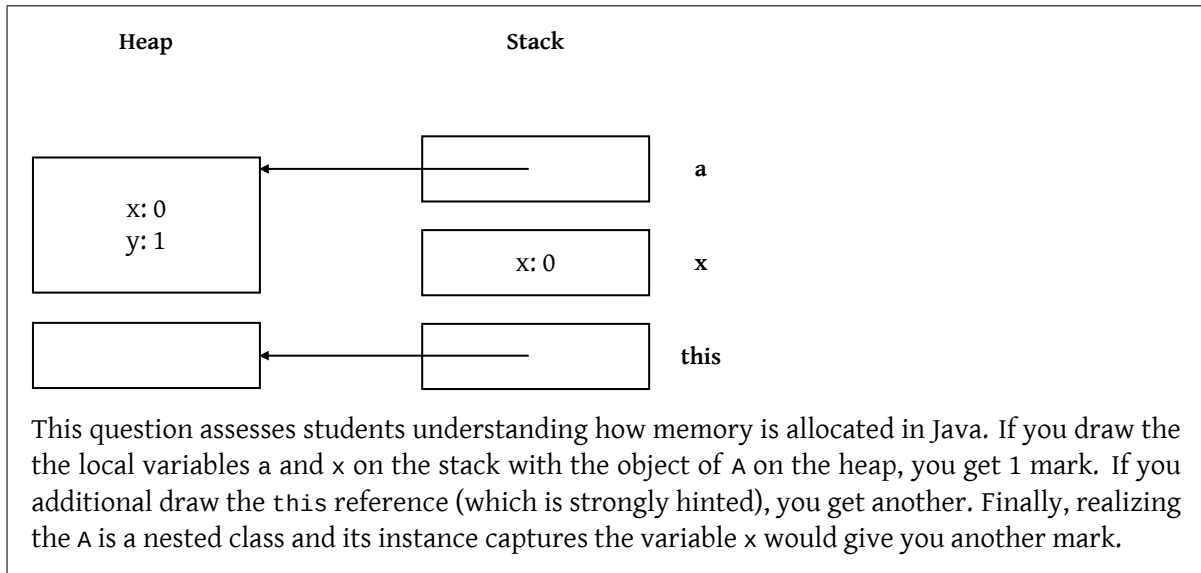 Heap Stack
a
x: 0
y: 1
x: 0 x
this
This question assesses students understanding how memory is allocated in Java. If you draw the
the local variables a and x on the stack with the object of A on the heap, you get 1 mark. If you
additional draw the this reference (which is strongly hinted), you get another. Finally, realizing
the A is a nested class and its instance captures the variable x would give you another mark.